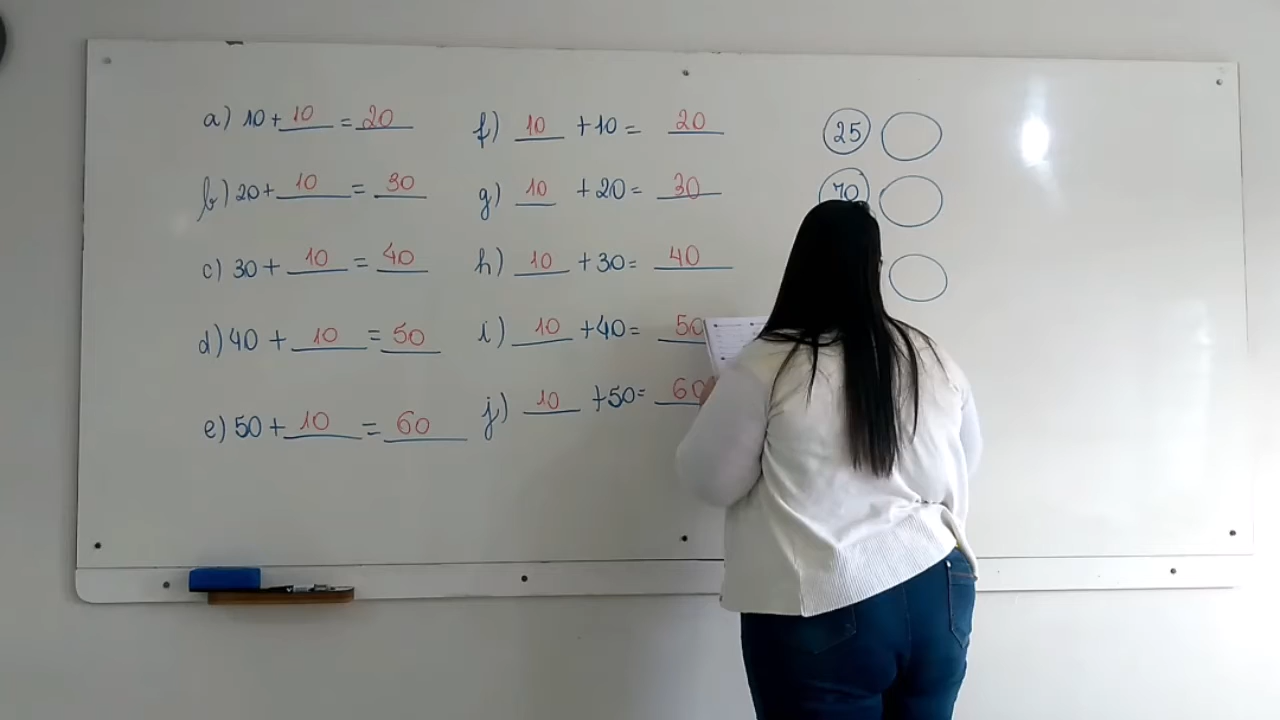 a) 10 + 10 = 20
b) 20 + 10 = 30
c) 30 + 10 = 40
d) 40 + 10 = 50
e) 50 + 10 = 60
f) 10 + 10 = 20
g) 10 + 20 = 30
h) 10 + 30 = 40
i) 10 + 40 = 50
j) 10 + 50 = 60
25
70